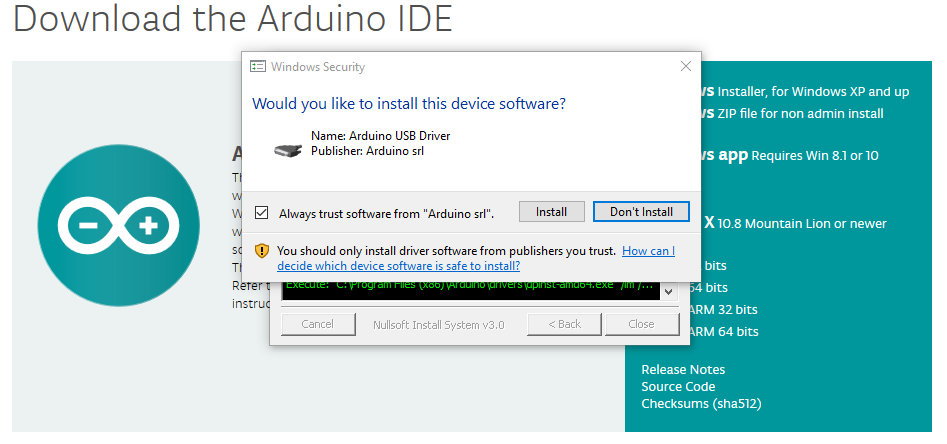 Download the Arduino IDE
Windows Security
Would you like to install this device software?
Name: Arduino USB Driver
Publisher: Arduino srl
Always trust software from "Arduino srl".
Install
Don't Install
You should only install driver software from publishers you trust. How can I
decide which device software is safe to install?
Execute: "C:\Program Files (x86)\Arduino\drivers\dpinst-amd64.exe" /lm /...
Cancel
Nullsoft Install System v3.0
< Back
Close
A
Th
w
W
w
so
Th
Refer t
instruc
ws Installer, for Windows XP and up
ws ZIP file for non admin install
ws app Requires Win 8.1 or 10
X 10.8 Mountain Lion or newer
bits
64 bits
ARM 32 bits
ARM 64 bits
Release Notes
Source Code
Checksums (sha512)